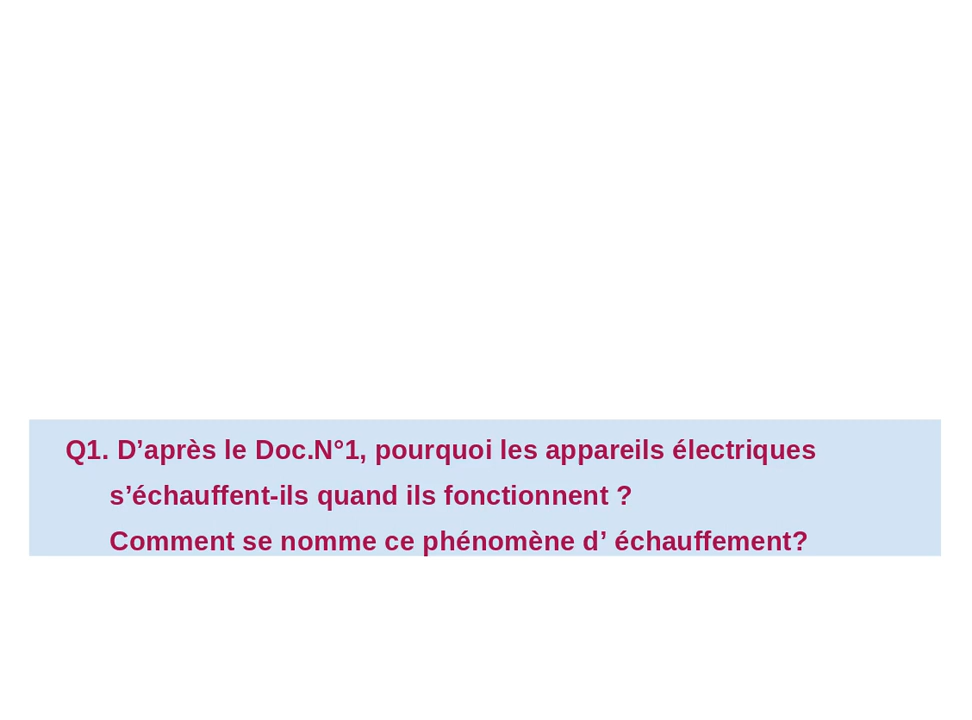 Q1. D’après le Doc.N°1, pourquoi les appareils électriques
s’échauffent-ils quand ils fonctionnent ?
Comment se nomme ce phénomène d’ échauffement?